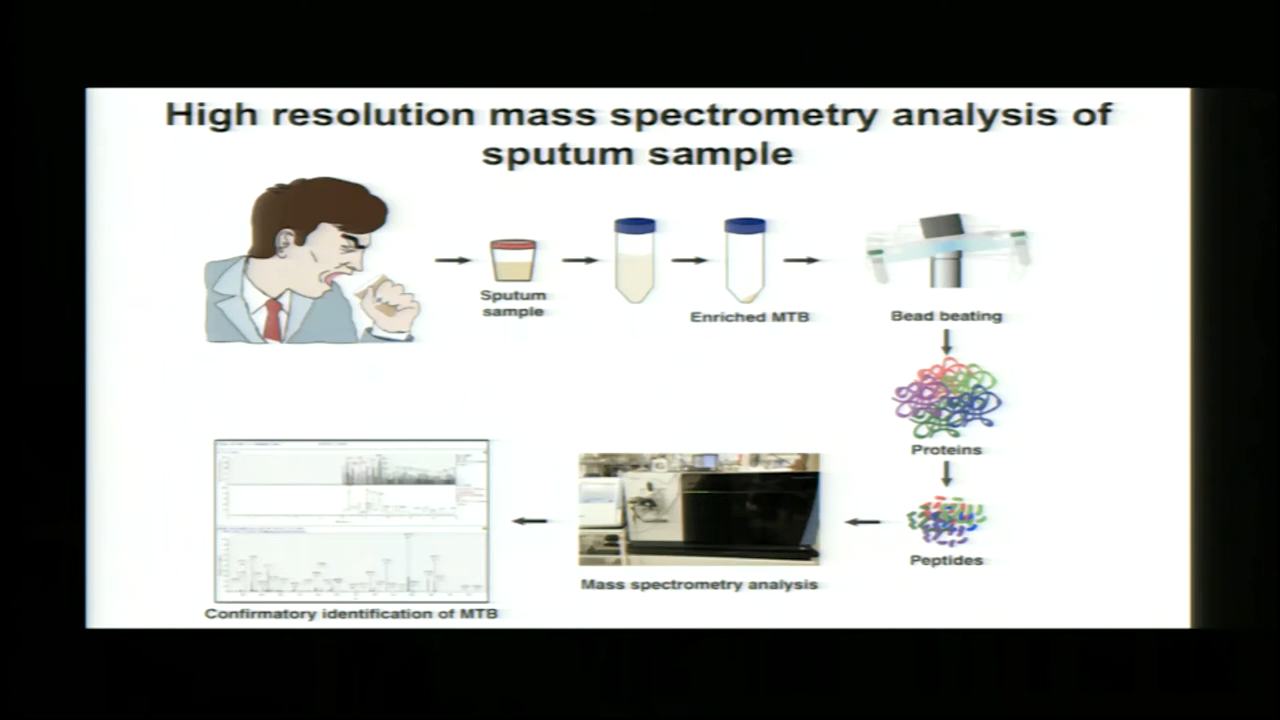 High resolution mass spectrometry analysis of
sputum sample
Sputum
sample
Enriched MTB
Bead beating
Proteins
Peptides
Mass spectrometry analysis
Confirmatory identification of MTB